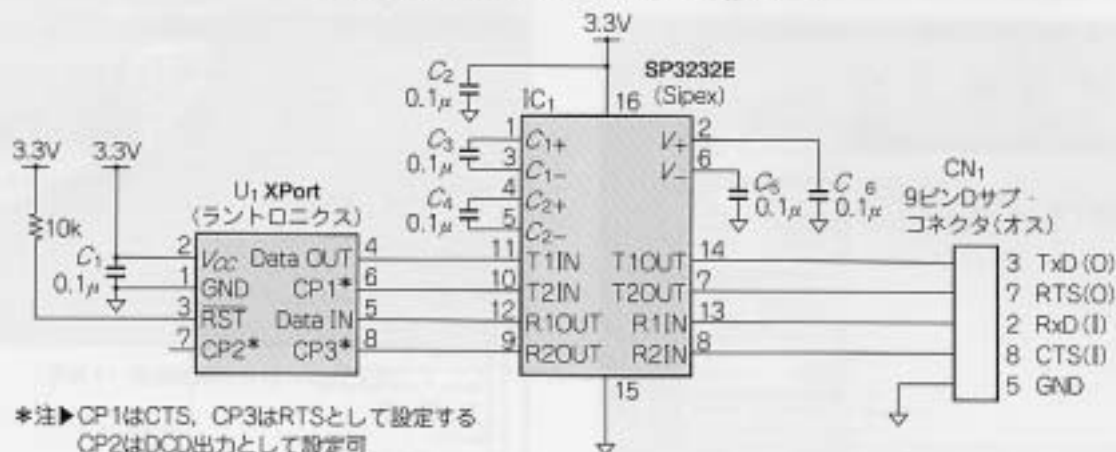 3.3V
SP3232E
(Sipex)
C2
0.1μ
IC1
16
1
C1+
C3
0.1μ
3
C1-
4
C2+
C4
0.1μ
5
C2-
V+
2
V-
6
C5
0.1μ
C6
0.1μ
CN1
9ピンDサブ・
コネクタ(オス)
3.3V
3.3V
10k
C1
0.1μ
U1 XPort
(ラントロニクス)
2
VCC
Data OUT
4
1
GND
CP1*
6
3
RST
Data IN
5
7
CP2*
CP3*
8
11
T1IN
T1OUT
14
10
T2IN
T2OUT
7
12
R1OUT
R1IN
13
9
R2OUT
R2IN
8
15
3 TxD(O)
7 RTS(O)
2 RxD(I)
8 CTS(I)
5 GND
*注▶CP1はCTS,CP3はRTSとして設定する
CP2はDCD出力として設定可